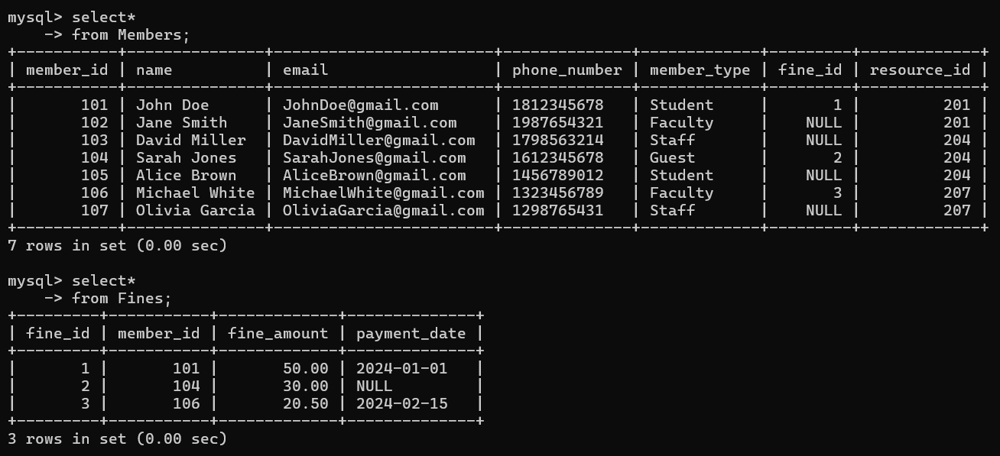 mysql> select*
    -> from Members;
+-----------+---------------+------------------------+--------------+-------------+---------+-------------+
| member_id | name          | email                  | phone_number | member_type | fine_id | resource_id |
+-----------+---------------+------------------------+--------------+-------------+---------+-------------+
|       101 | John Doe      | JohnDoe@gmail.com      | 1812345678   | Student     |       1 |         201 |
|       102 | Jane Smith    | JaneSmith@gmail.com    | 1987654321   | Faculty     |    NULL |         201 |
|       103 | David Miller  | DavidMiller@gmail.com  | 1798563214   | Staff       |    NULL |         204 |
|       104 | Sarah Jones   | SarahJones@gmail.com   | 1612345678   | Guest       |       2 |         204 |
|       105 | Alice Brown   | AliceBrown@gmail.com   | 1456789012   | Student     |    NULL |         204 |
|       106 | Michael White | MichaelWhite@gmail.com | 1323456789   | Faculty     |       3 |         207 |
|       107 | Olivia Garcia | OliviaGarcia@gmail.com | 1298765431   | Staff       |    NULL |         207 |
+-----------+---------------+------------------------+--------------+-------------+---------+-------------+
7 rows in set (0.00 sec)

mysql> select*
    -> from Fines;
+---------+-----------+-------------+--------------+
| fine_id | member_id | fine_amount | payment_date |
+---------+-----------+-------------+--------------+
|       1 |       101 |       50.00 | 2024-01-01   |
|       2 |       104 |       30.00 | NULL         |
|       3 |       106 |       20.50 | 2024-02-15   |
+---------+-----------+-------------+--------------+
3 rows in set (0.00 sec)